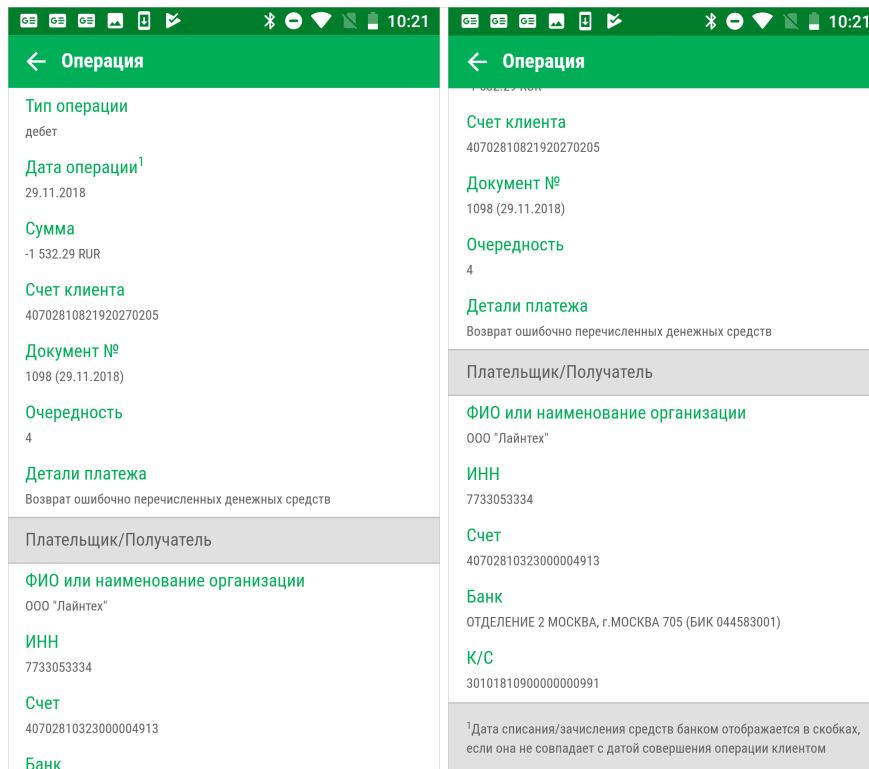 10:21
Операция
Тип операции
дебет
Дата операции1
29.11.2018
Сумма
-1 532.29 RUR
Счет клиента
40702810821920270205
Документ №
1098 (29.11.2018)
Очередность
4
Детали платежа
Возврат ошибочно перечисленных денежных средств
Плательщик/Получатель
ФИО или наименование организации
ООО "Лайнтех"
ИНН
7733053334
Счет
40702810323000004913
Банк
10:21
Операция
-1 532.29 RUR
Счет клиента
40702810821920270205
Документ №
1098 (29.11.2018)
Очередность
4
Детали платежа
Возврат ошибочно перечисленных денежных средств
Плательщик/Получатель
ФИО или наименование организации
ООО "Лайнтех"
ИНН
7733053334
Счет
40702810323000004913
Банк
ОТДЕЛЕНИЕ 2 МОСКВА, г.МОСКВА 705 (БИК 044583001)
К/С
30101810900000000991
1Дата списания/зачисления средств банком отображается в скобках,
если она не совпадает с датой совершения операции клиентом